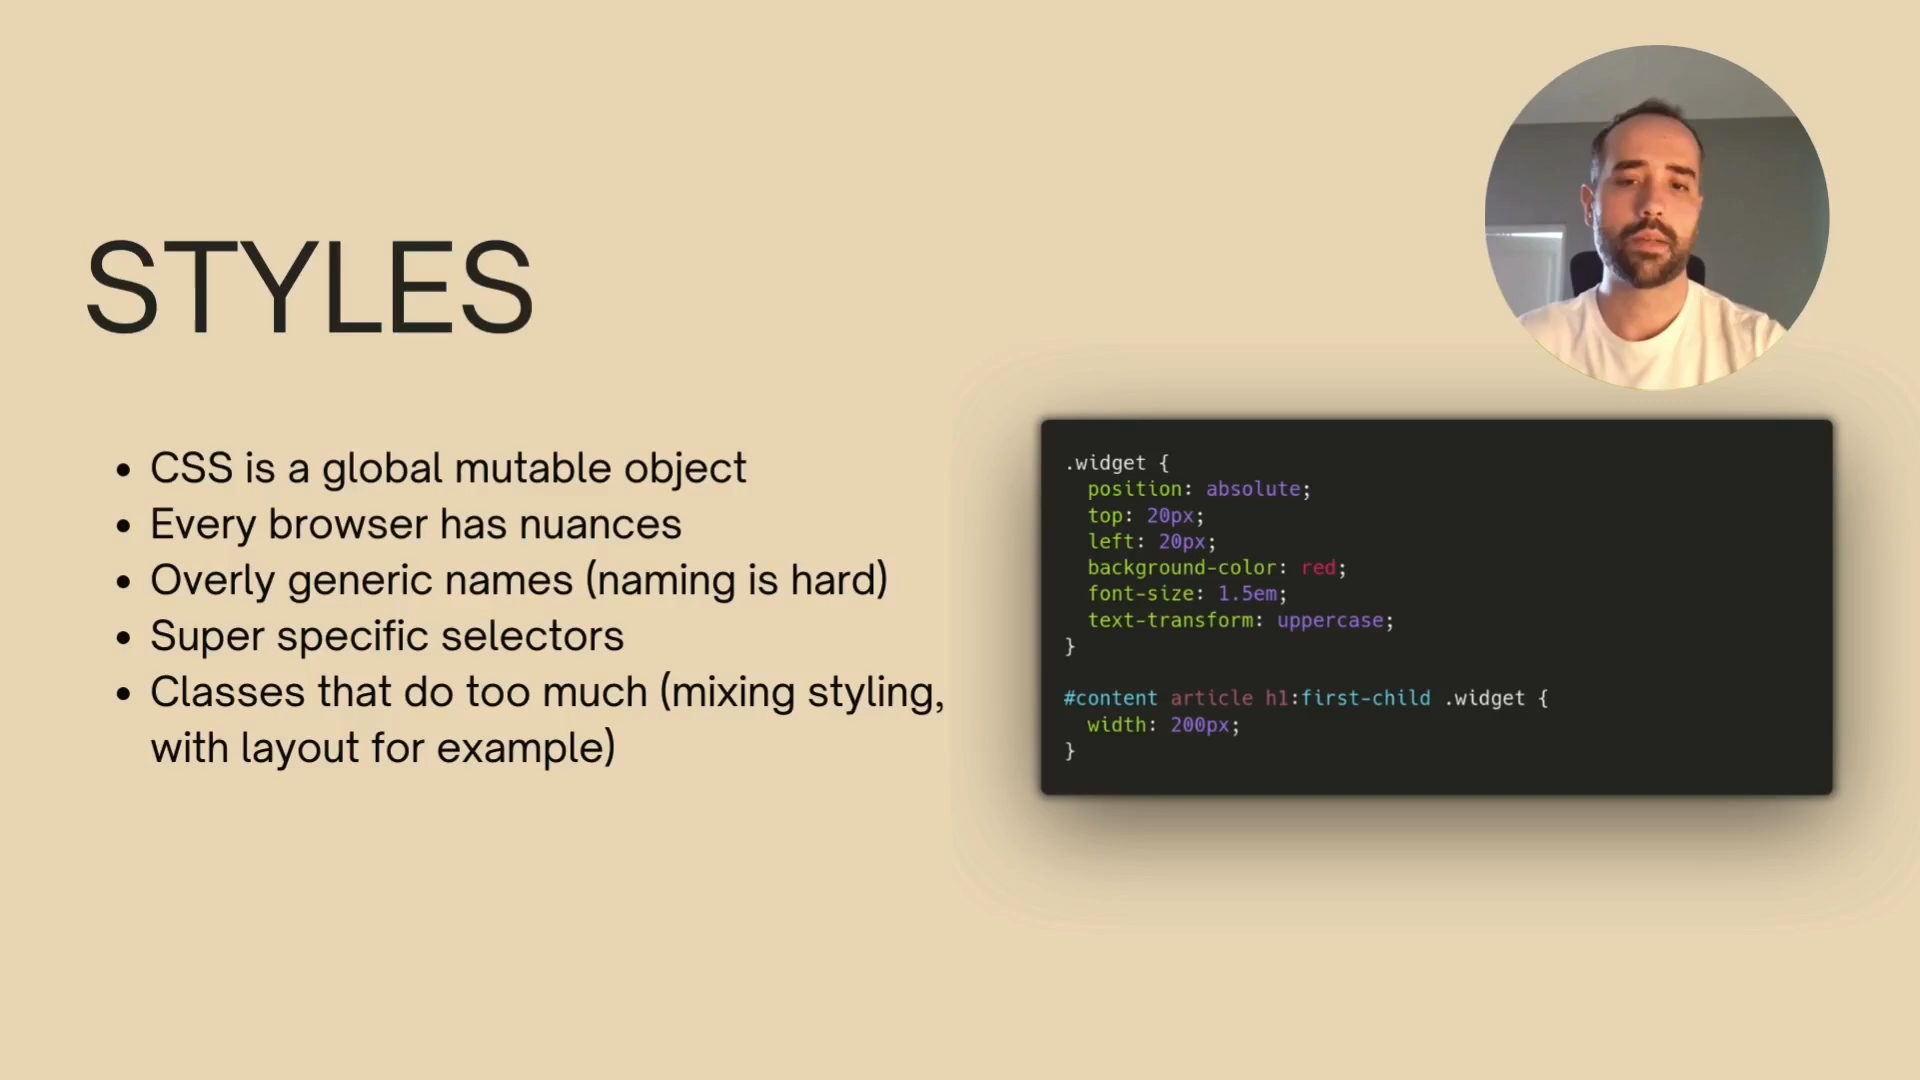 STYLES
• CSS is a global mutable object
• Every browser has nuances
• Overly generic names (naming is hard)
• Super specific selectors
• Classes that do too much (mixing styling,
with layout for example)
.widget {
  position: absolute;
  top: 20px;
  left: 20px;
  background-color: red;
  font-size: 1.5em;
  text-transform: uppercase;
}
#content article h1:first-child .widget {
  width: 200px;
}